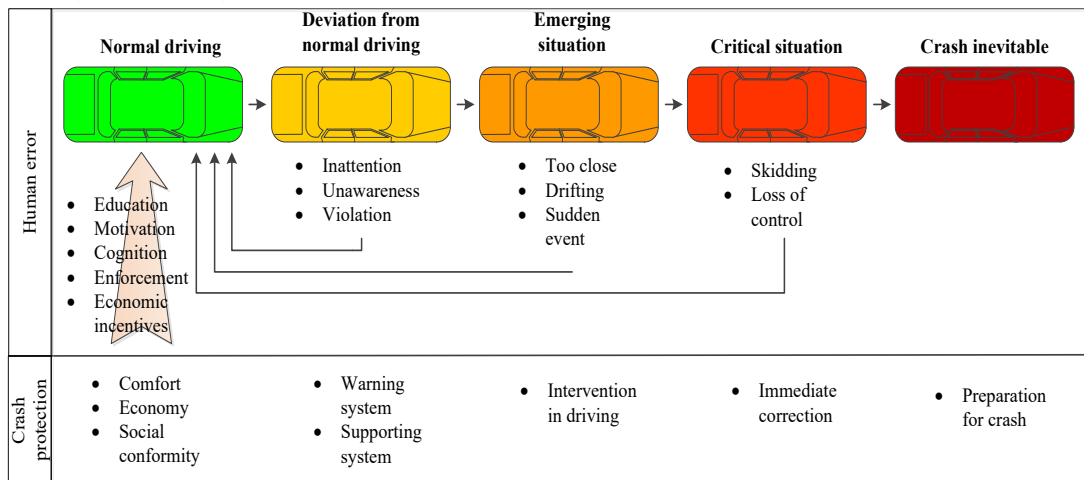 Normal driving
Deviation from
normal driving
Emerging
situation
Critical situation
Crash inevitable
Human error
• Education
• Motivation
• Cognition
• Enforcement
• Economic
incentives
• Inattention
• Unawareness
• Violation
• Too close
• Drifting
• Sudden
event
• Skidding
• Loss of
control
Crash
protection
• Comfort
• Economy
• Social
conformity
• Warning
system
• Supporting
system
• Intervention
in driving
• Immediate
correction
• Preparation
for crash